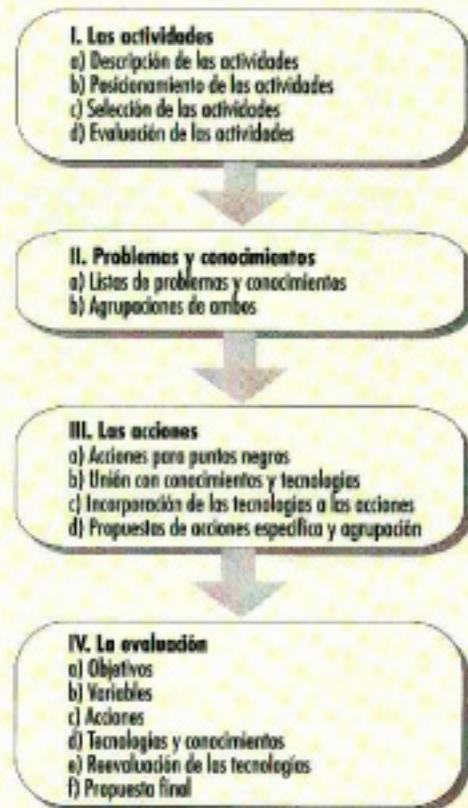 I. Las actividades
a) Descripción de las actividades
b) Posicionamiento de las actividades
c) Selección de las actividades
d) Evaluación de las actividades
II. Problemas y conocimientos
a) Listas de problemas y conocimientos
b) Agrupaciones de ambos
III. Las acciones
a) Acciones para puntos negros
b) Unión con conocimientos y tecnologías
c) Incorporación de las tecnologías a las acciones
d) Propuestas de acciones específica y agrupación
IV. La evaluación
a) Objetivos
b) Variables
c) Acciones
d) Tecnologías y conocimientos
e) Reevaluación de las tecnologías
f) Propuesta final